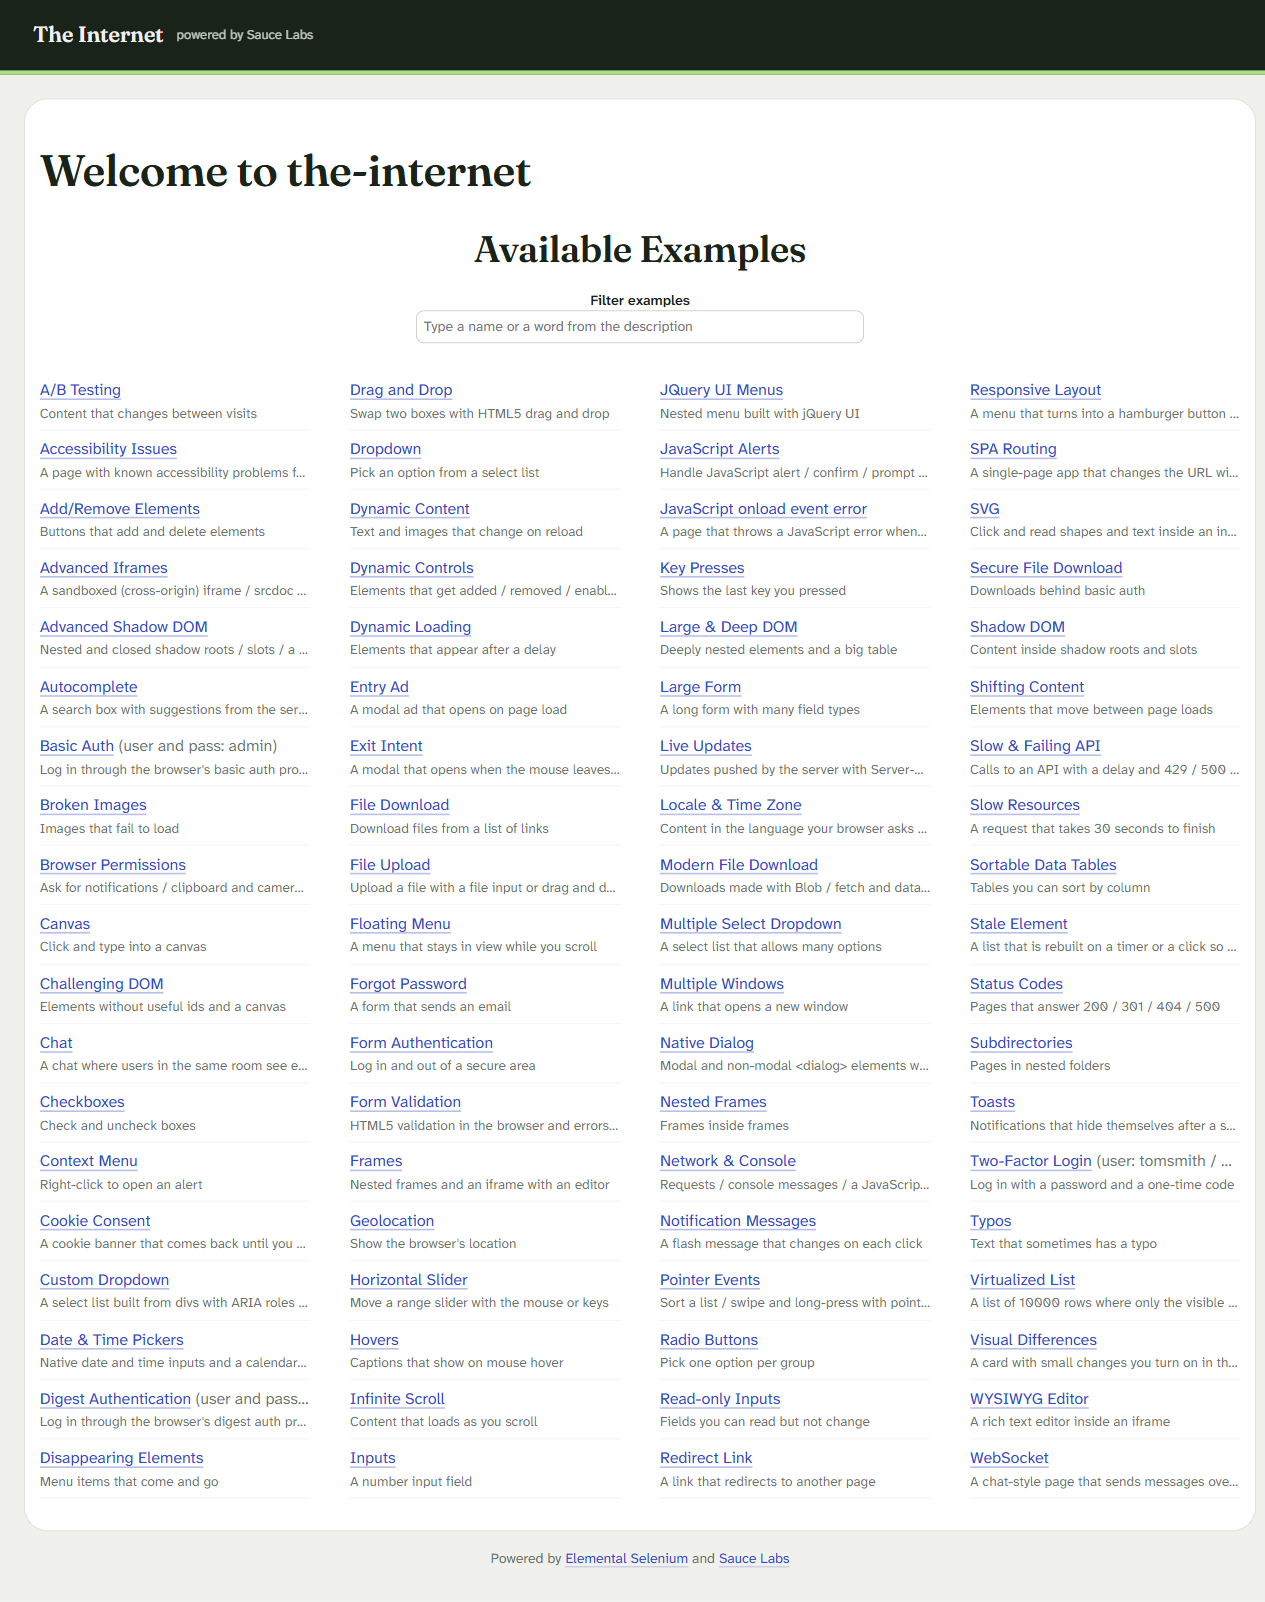 The Internet powered by Sauce Labs
Welcome to the-internet
Available Examples
Filter examples
Type a name or a word from the description
A/B Testing
Content that changes between visits
Accessibility Issues
A page with known accessibility problems f...
Add/Remove Elements
Buttons that add and delete elements
Advanced Iframes
A sandboxed (cross-origin) iframe / srcdoc ...
Advanced Shadow DOM
Nested and closed shadow roots / slots / a ...
Autocomplete
A search box with suggestions from the ser...
Basic Auth (user and pass: admin)
Log in through the browser's basic auth pro...
Broken Images
Images that fail to load
Browser Permissions
Ask for notifications / clipboard and camer...
Canvas
Click and type into a canvas
Challenging DOM
Elements without useful ids and a canvas
Chat
A chat where users in the same room see e...
Checkboxes
Check and uncheck boxes
Context Menu
Right-click to open an alert
Cookie Consent
A cookie banner that comes back until you ...
Custom Dropdown
A select list built from divs with ARIA roles ...
Date & Time Pickers
Native date and time inputs and a calendar...
Digest Authentication (user and pass...
Log in through the browser's digest auth pr...
Disappearing Elements
Menu items that come and go
Drag and Drop
Swap two boxes with HTML5 drag and drop
Dropdown
Pick an option from a select list
Dynamic Content
Text and images that change on reload
Dynamic Controls
Elements that get added / removed / enabl...
Dynamic Loading
Elements that appear after a delay
Entry Ad
A modal ad that opens on page load
Exit Intent
A modal that opens when the mouse leaves...
File Download
Download files from a list of links
File Upload
Upload a file with a file input or drag and d...
Floating Menu
A menu that stays in view while you scroll
Forgot Password
A form that sends an email
Form Authentication
Log in and out of a secure area
Form Validation
HTML5 validation in the browser and errors...
Frames
Nested frames and an iframe with an editor
Geolocation
Show the browser's location
Horizontal Slider
Move a range slider with the mouse or keys
Hovers
Captions that show on mouse hover
Infinite Scroll
Content that loads as you scroll
Inputs
A number input field
JQuery UI Menus
Nested menu built with jQuery UI
JavaScript Alerts
Handle JavaScript alert / confirm / prompt ...
JavaScript onload event error
A page that throws a JavaScript error when...
Key Presses
Shows the last key you pressed
Large & Deep DOM
Deeply nested elements and a big table
Large Form
A long form with many field types
Live Updates
Updates pushed by the server with Server-...
Locale & Time Zone
Content in the language your browser asks ...
Modern File Download
Downloads made with Blob / fetch and data...
Multiple Select Dropdown
A select list that allows many options
Multiple Windows
A link that opens a new window
Native Dialog
Modal and non-modal <dialog> elements w...
Nested Frames
Frames inside frames
Network & Console
Requests / console messages / a JavaScrip...
Notification Messages
A flash message that changes on each click
Pointer Events
Sort a list / swipe and long-press with point...
Radio Buttons
Pick one option per group
Read-only Inputs
Fields you can read but not change
Redirect Link
A link that redirects to another page
Responsive Layout
A menu that turns into a hamburger button ...
SPA Routing
A single-page app that changes the URL wi...
SVG
Click and read shapes and text inside an in...
Secure File Download
Downloads behind basic auth
Shadow DOM
Content inside shadow roots and slots
Shifting Content
Elements that move between page loads
Slow & Failing API
Calls to an API with a delay and 429 / 500 ...
Slow Resources
A request that takes 30 seconds to finish
Sortable Data Tables
Tables you can sort by column
Stale Element
A list that is rebuilt on a timer or a click so ...
Status Codes
Pages that answer 200 / 301 / 404 / 500
Subdirectories
Pages in nested folders
Toasts
Notifications that hide themselves after a s...
Two-Factor Login (user: tomsmith / ...
Log in with a password and a one-time code
Typos
Text that sometimes has a typo
Virtualized List
A list of 10000 rows where only the visible ...
Visual Differences
A card with small changes you turn on in th...
WYSIWYG Editor
A rich text editor inside an iframe
WebSocket
A chat-style page that sends messages ove...
Powered by Elemental Selenium and Sauce Labs